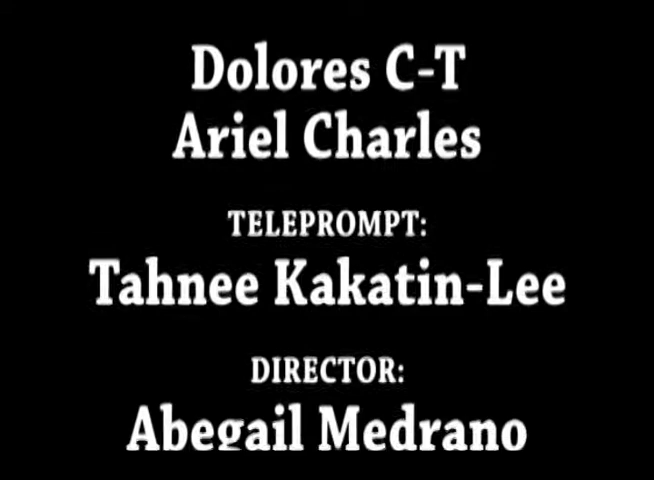 Dolores C-T
Ariel Charles
TELEPROMPT:
Tahnee Kakatin-Lee
DIRECTOR:
Abegail Medrano